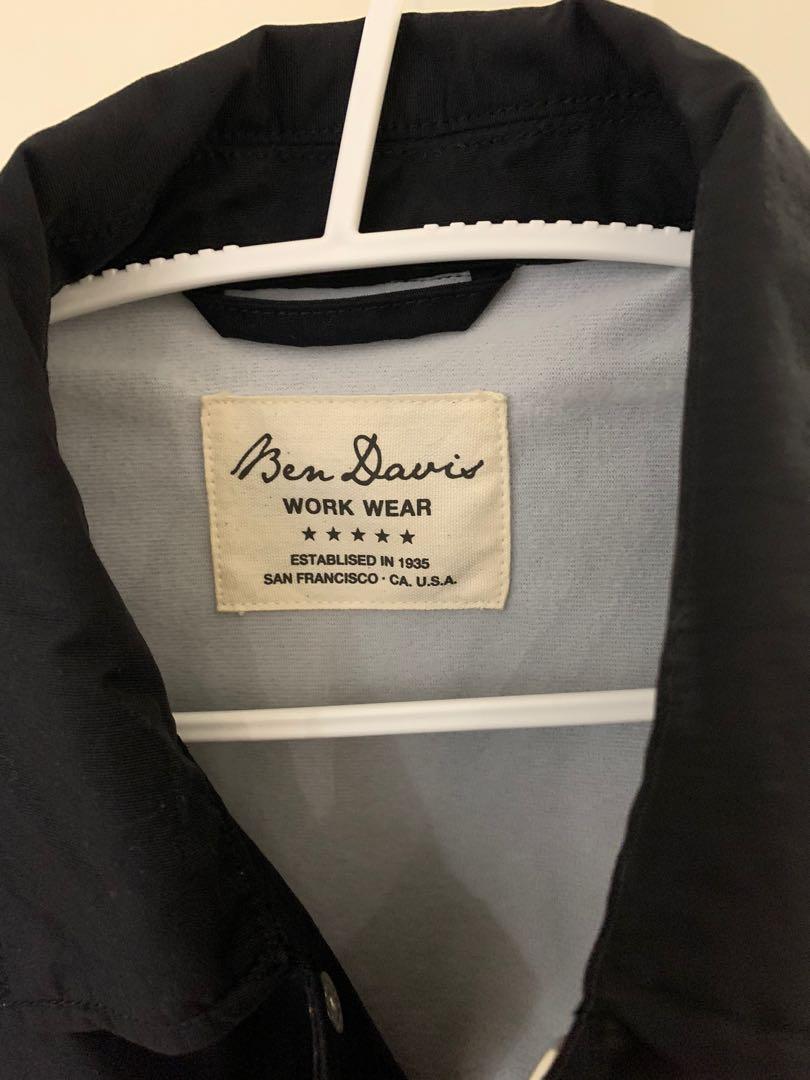 Ben Davis
WORK WEAR
★ ★ ★ ★ ★
ESTABLISED IN 1935
SAN FRANCISCO · CA. U.S.A.